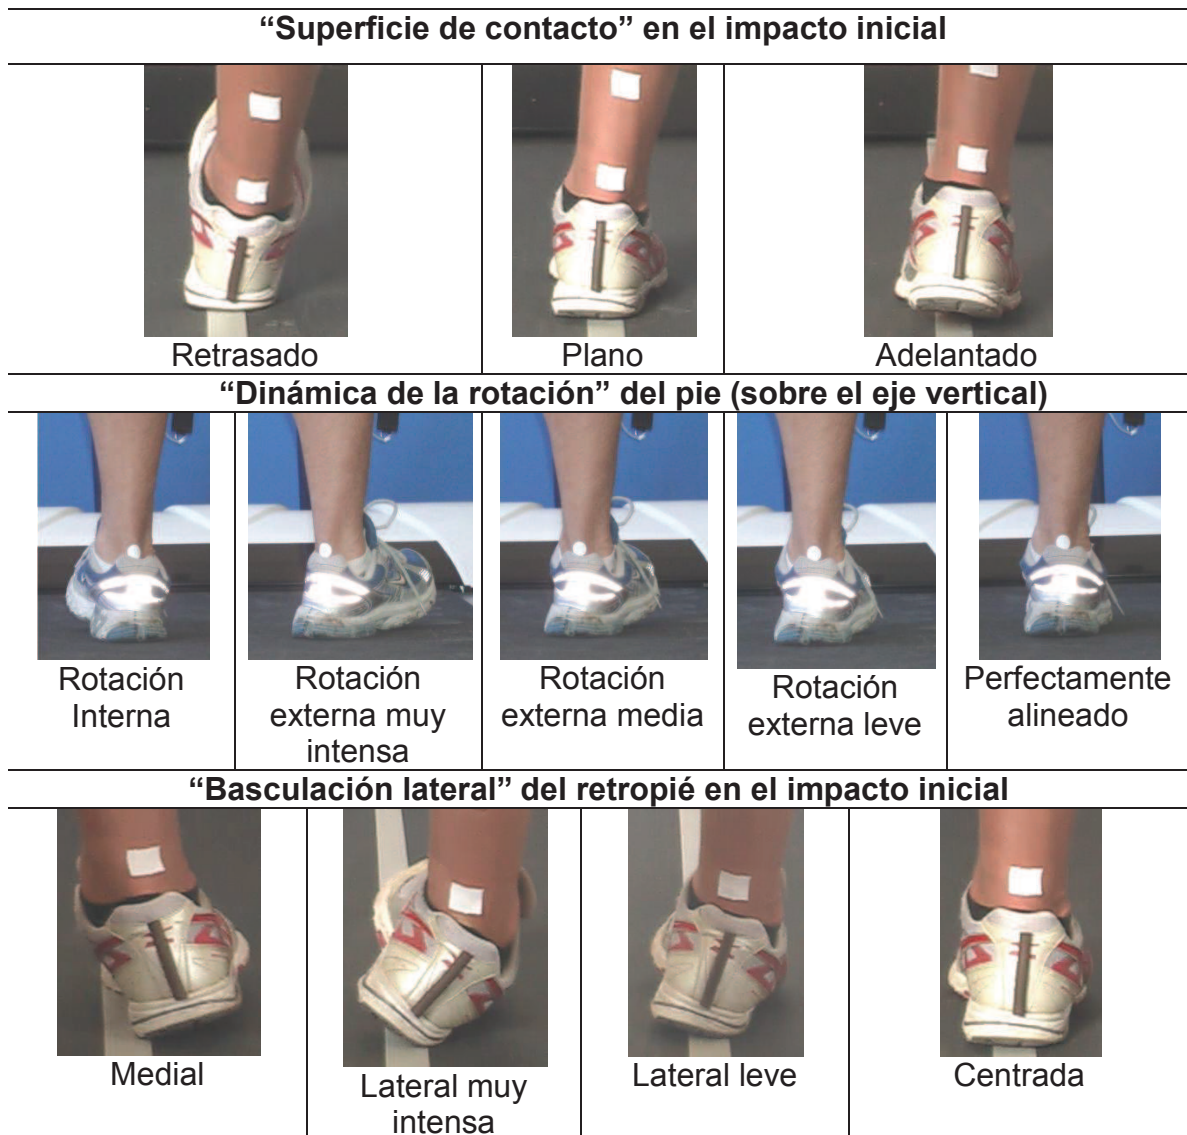 “Superficie de contacto” en el impacto inicial
Retrasado
Plano
Adelantado
“Dinámica de la rotación” del pie (sobre el eje vertical)
Rotación
Interna
Rotación
externa muy
intensa
Rotación
externa media
Rotación
externa leve
Perfectamente
alineado
“Basculación lateral” del retropié en el impacto inicial
Medial
Lateral muy
intensa
Lateral leve
Centrada